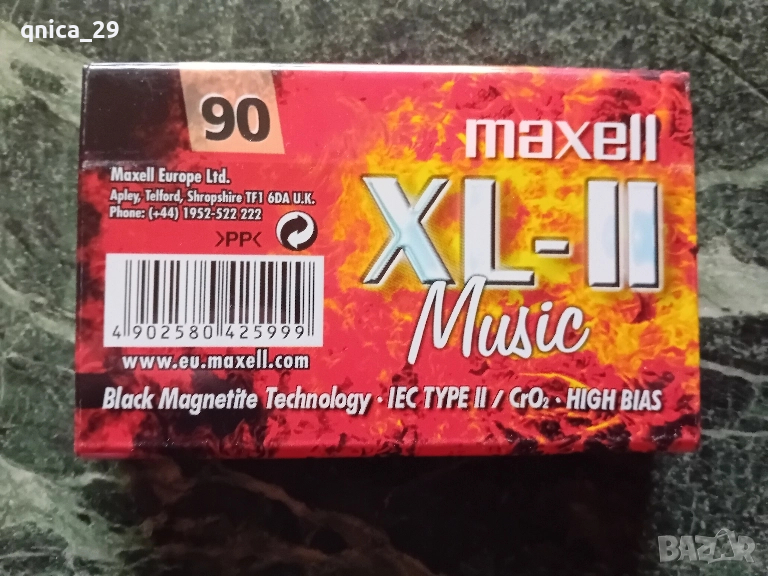 qnica_29
90
maxell
Maxell Europe Ltd.
Apley, Telford, Shropshire TF1 6DA U.K.
Phone: (+44) 1952-522 222
>PP<
XL-II
Music
4 902580 425999
www.eu.maxell.com
Black Magnetite Technology · IEC TYPE II / CrO₂ · HIGH BIAS
BAZAR